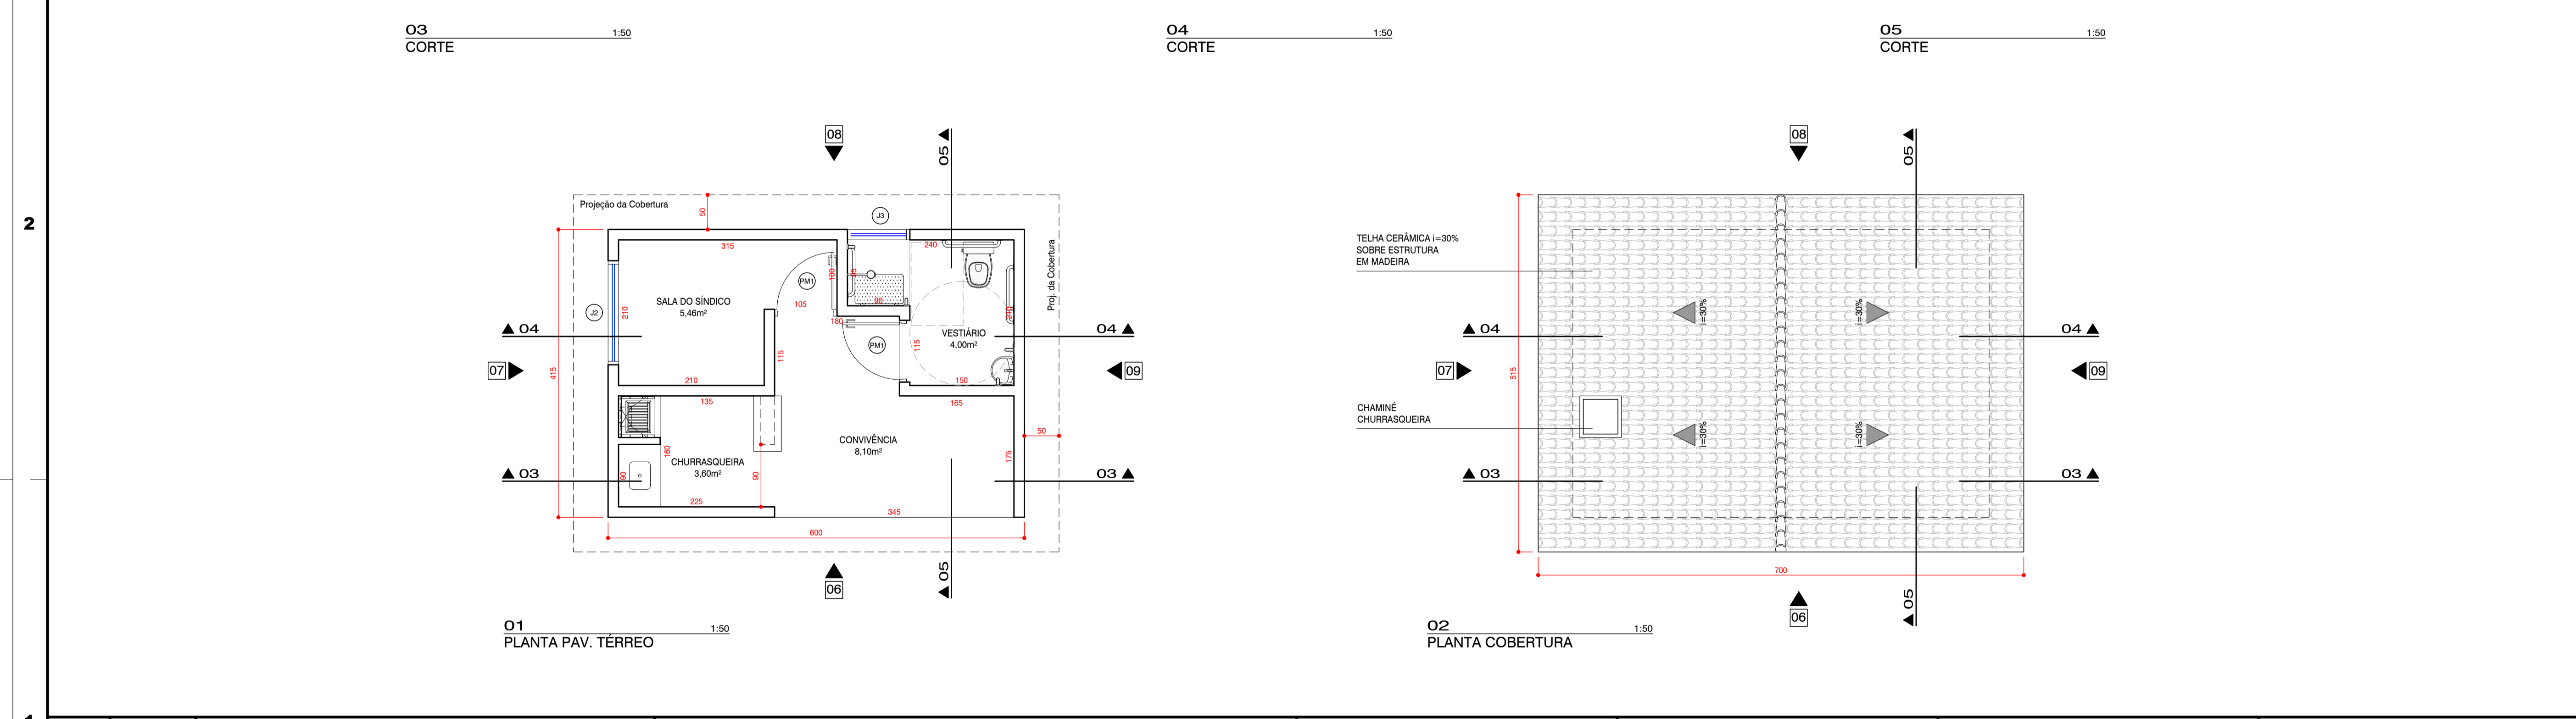 03 1:50
CORTE
04 1:50
CORTE
05 1:50
CORTE
2
08
05
Projeção da Cobertura
50
J3
315
240
Proj. da Cobertura
PM1
100
95
105
90
SALA DO SÍNDICO
5,46m²
210
J2
180
240
VESTIÁRIO
4,00m²
PM1
115
115
04
04
07
09
415
210
150
135
165
50
CONVIVÊNCIA
8,10m²
160
175
CHURRASQUEIRA
3,60m²
90
90
03
03
225
345
600
05
06
01 1:50
PLANTA PAV. TÉRREO
08
05
TELHA CERÂMICA i=30%
SOBRE ESTRUTURA
EM MADEIRA
i=30%
i=30%
04
04
07
09
515
CHAMINÉ
CHURRASQUEIRA
i=30%
i=30%
03
03
700
05
06
02 1:50
PLANTA COBERTURA